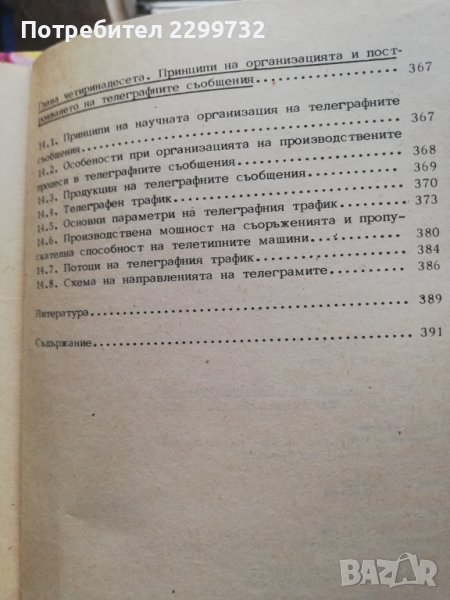 Потребител 2299732
Глава четиринадесета. Принципи на организацията и пост-
рояването на телеграфните съобщения.................. 367
14.1. Принципи на научната организация на телеграфните
съобщения........................................ 367
14.2. Особености при организацията на производствените
процеси в телеграфните съобщения................. 368
14.3. Продукция на телеграфните съобщения.............. 369
14.4. Телеграфен трафик................................ 370
14.5. Основни параметри на телеграфния трафик.......... 373
14.6. Производствена мощност на съоръженията и пропу-
скателна способност на телетипните машини........ 380
14.7. Потоци на телеграфния трафик..................... 384
14.8. Схема на направленията на телеграмите............ 386
Литература............................................. 389
Съдържание............................................. 391
BAZAR